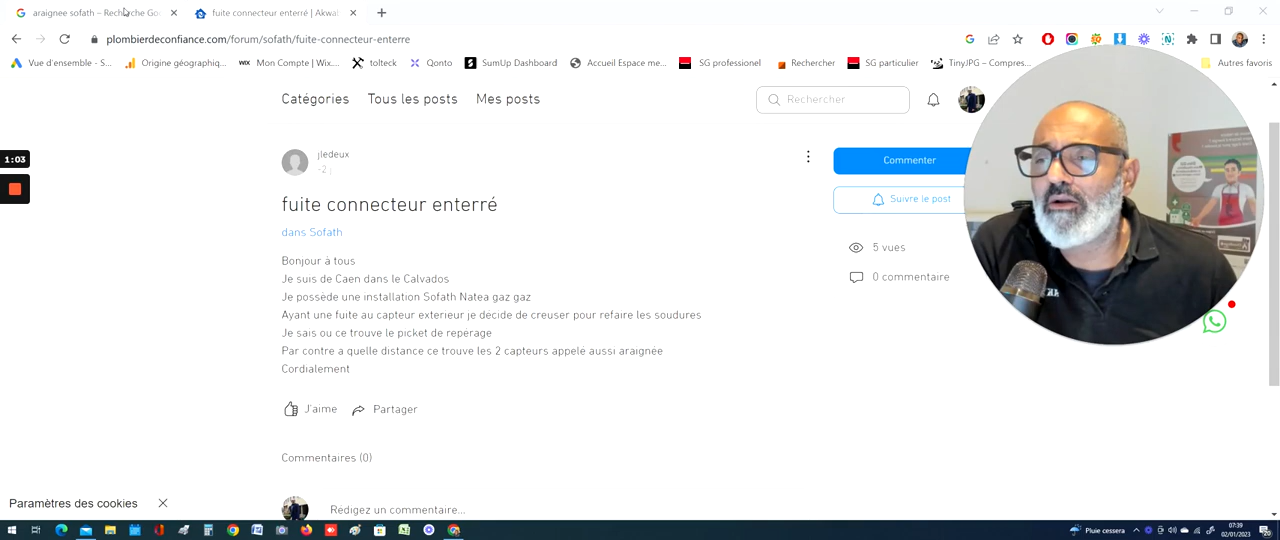 araignee sofath – Recherche Goo
fuite connecteur enterré | Akwat
plombierdeconfiance.com/forum/sofath/fuite-connecteur-enterre
Vue d'ensemble - S...
Origine géographiq...
WIX Mon Compte | Wix....
tolteck
Qonto
SumUp Dashboard
Accueil Espace me...
SG professionel
Rechercher
SG particulier
TinyJPG – Compres...
Autres favoris
Catégories
Tous les posts
Mes posts
Rechercher
1:03
jledeux
Commenter
Suivre le post
fuite connecteur enterré
dans Sofath
5 vues
0 commentaire
Bonjour à tous
Je suis de Caen dans le Calvados
Je possède une installation Sofath Natea gaz gaz
Ayant une fuite au capteur exterieur je décide de creuser pour refaire les soudures
Je sais ou ce trouve le picket de repérage
Par contre a quelle distance ce trouve les 2 capteurs appelé aussi araignée
Cordialement
J'aime
Partager
Commentaires (0)
Rédigez un commentaire...
Paramètres des cookies
Pluie cessera
07:39
02/01/2023
20